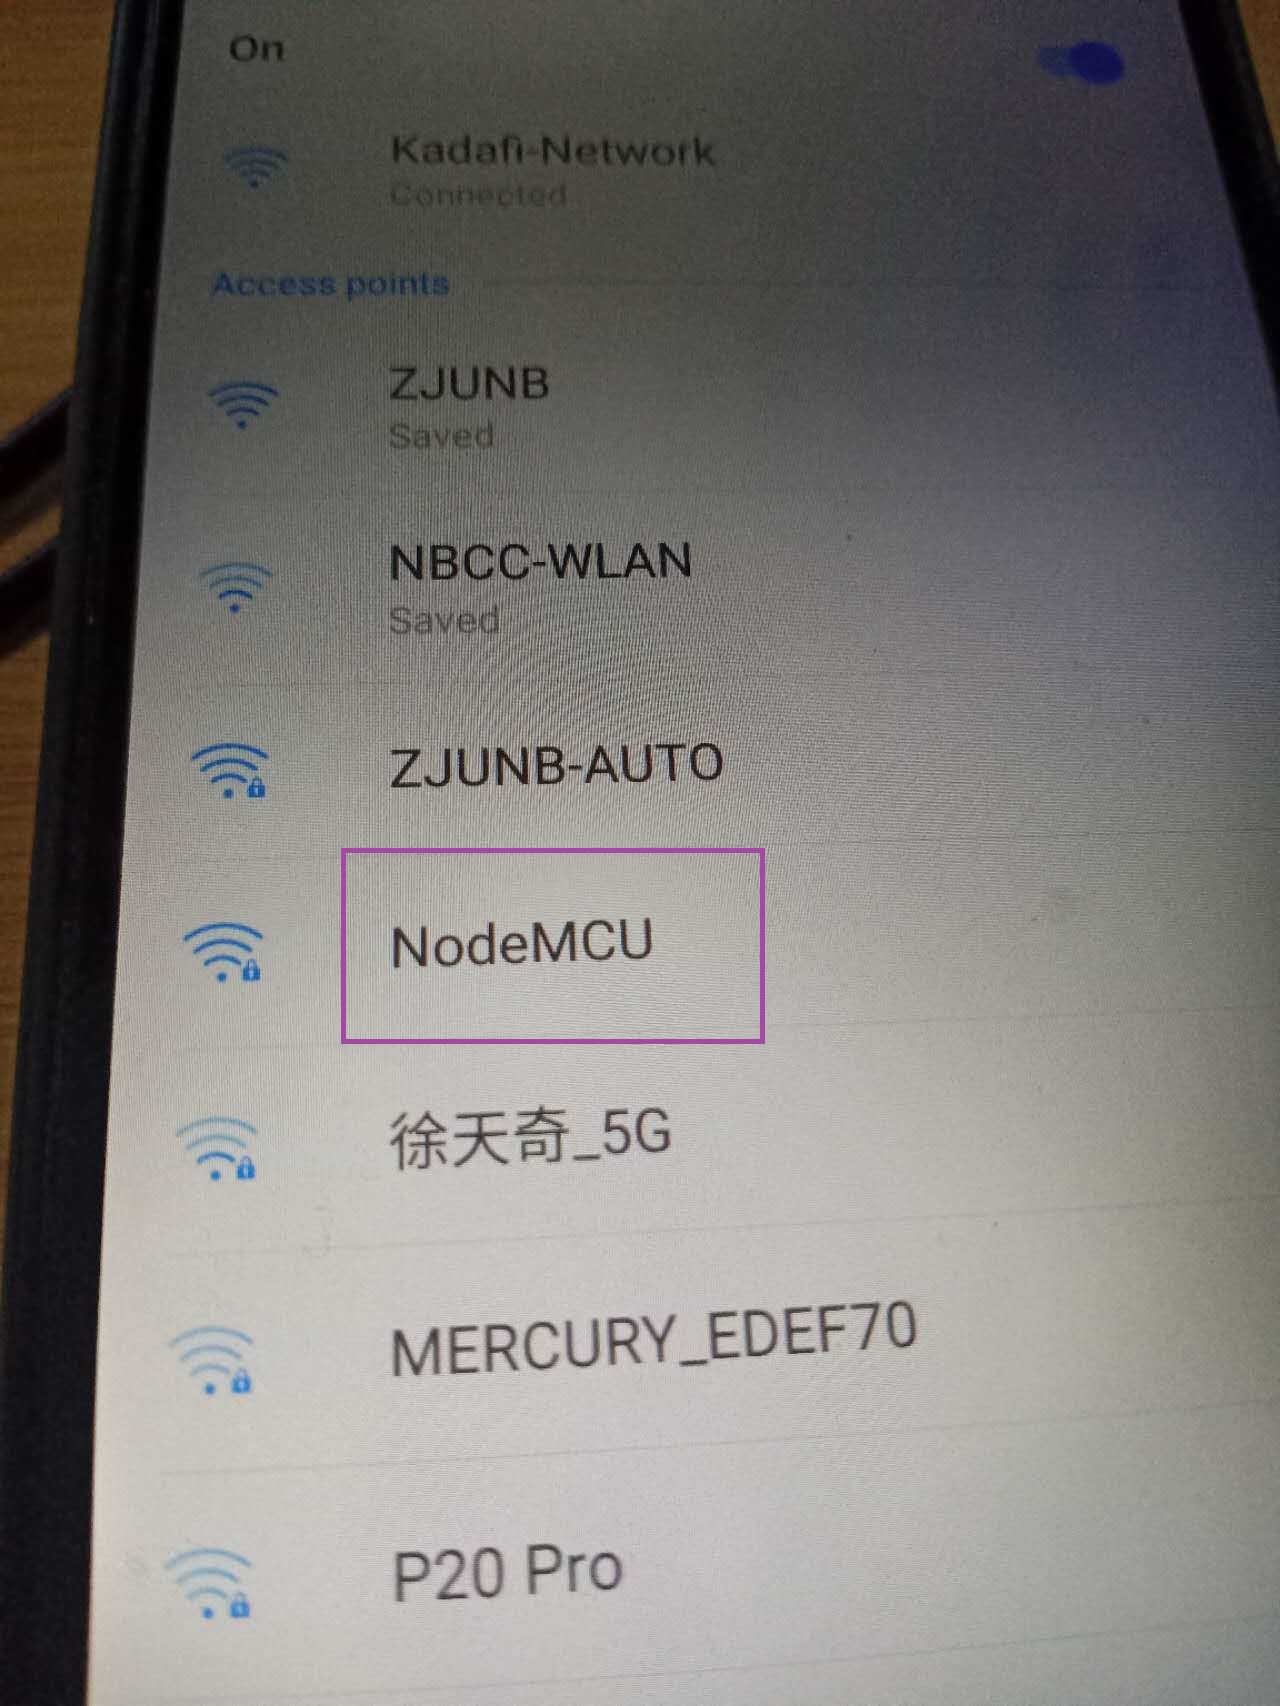 On
Kadafi-Network
Connected
Access points
ZJUNB
Saved
NBCC-WLAN
Saved
ZJUNB-AUTO
NodeMCU
徐天奇_5G
MERCURY_EDEF70
P20 Pro